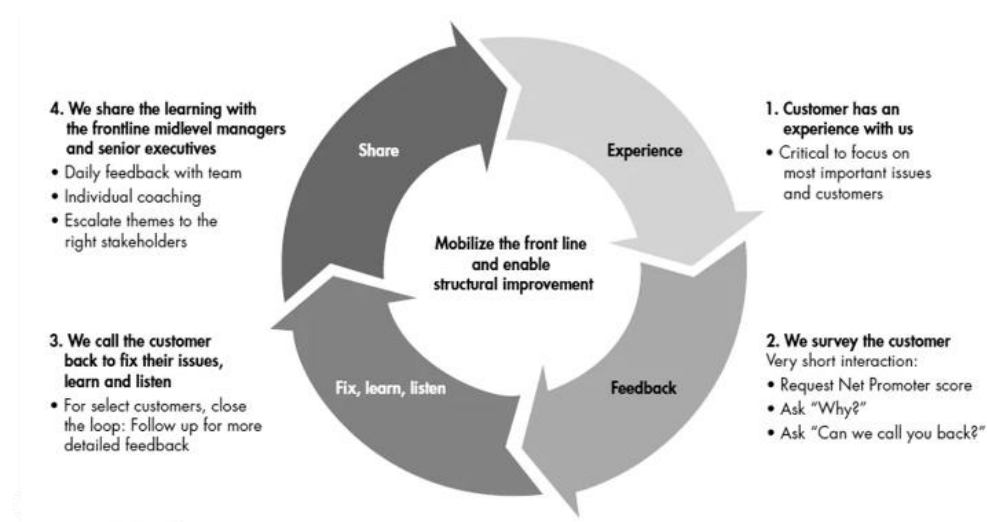 4. We share the learning with
the frontline midlevel managers
and senior executives
• Daily feedback with team
• Individual coaching
• Escalate themes to the
right stakeholders
Share
Experience
1. Customer has an
experience with us
• Critical to focus on
most important issues
and customers
Mobilize the front line
and enable
structural improvement
3. We call the customer
back to fix their issues,
learn and listen
• For select customers, close
the loop: Follow up for more
detailed feedback
Fix, learn, listen
Feedback
2. We survey the customer
Very short interaction:
• Request Net Promoter score
• Ask “Why?”
• Ask “Can we call you back?”